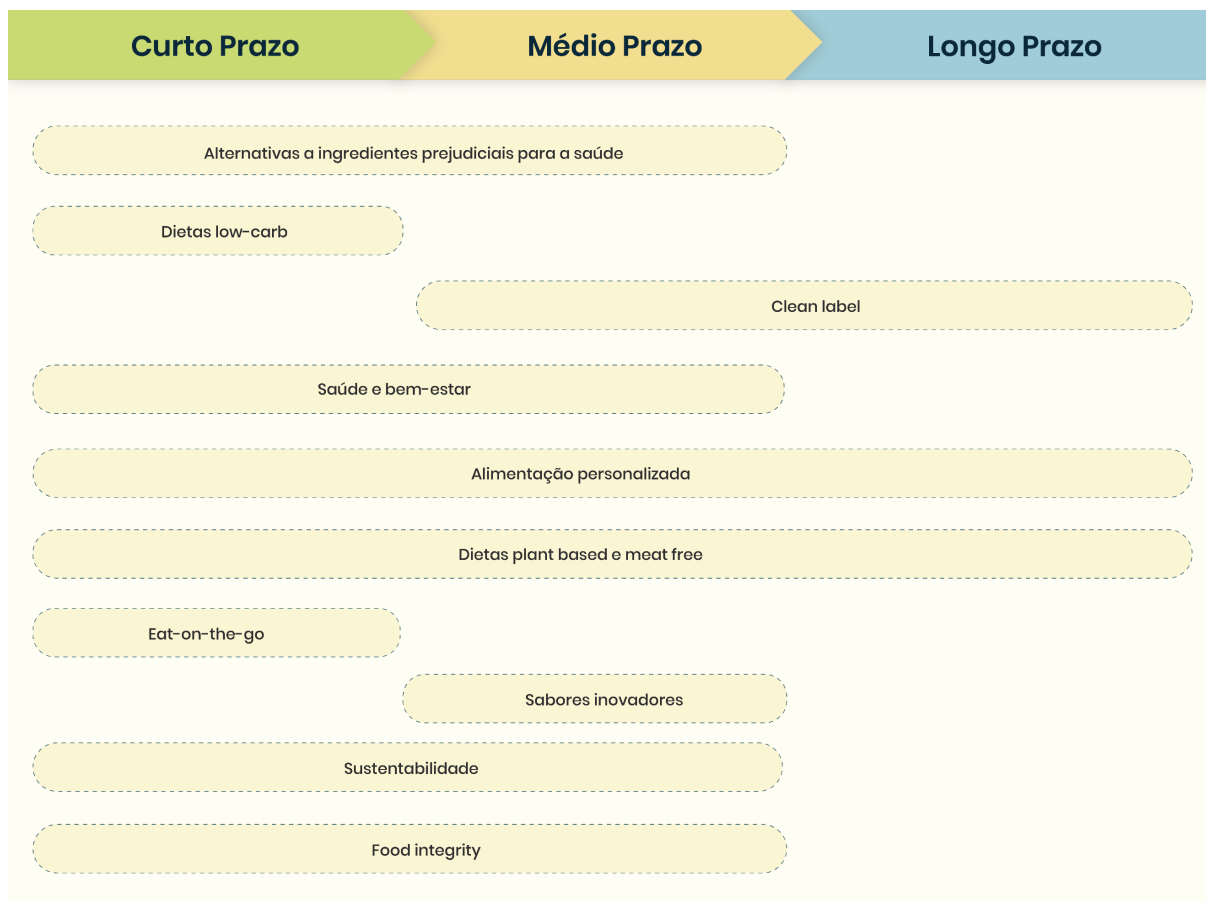 Curto Prazo
Médio Prazo
Longo Prazo
Alternativas a ingredientes prejudiciais para a saúde
Dietas low-carb
Clean label
Saúde e bem-estar
Alimentação personalizada
Dietas plant based e meat free
Eat-on-the-go
Sabores inovadores
Sustentabilidade
Food integrity